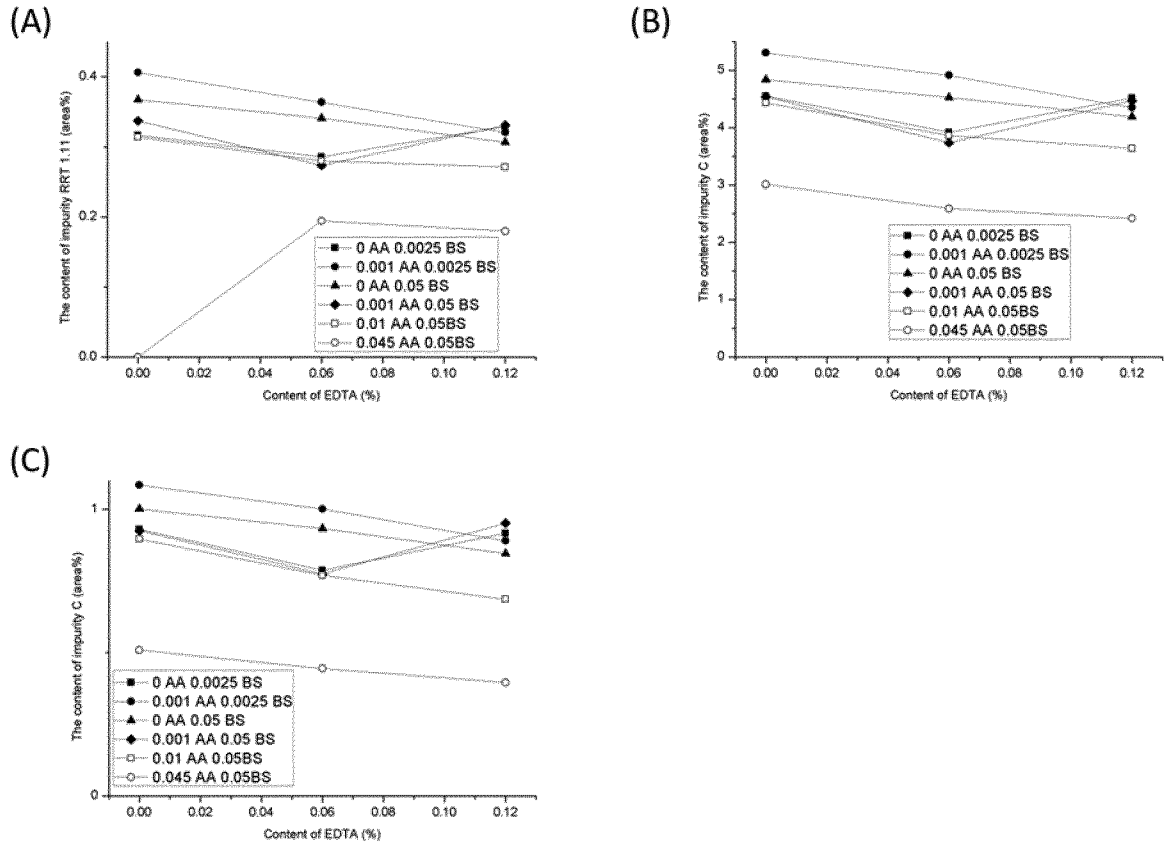 (A)
The content of impurity RRT 1.11 (area%)
0.4
0.2
0.0
0 AA 0.0025 BS
0.001 AA 0.0025 BS
0 AA 0.05 BS
0.001 AA 0.05 BS
0.01 AA 0.05BS
0.045 AA 0.05BS
0.00 0.02 0.04 0.06 0.08 0.10 0.12
Content of EDTA (%)
(B)
The content of impurity C (area%)
5
4
3
2
1
0
0 AA 0.0025 BS
0.001 AA 0.0025 BS
0 AA 0.05 BS
0.001 AA 0.05 BS
0.01 AA 0.05BS
0.045 AA 0.05BS
0.00 0.02 0.04 0.06 0.08 0.10 0.12
Content of EDTA (%)
(C)
The content of impurity C (area%)
1
0
0 AA 0.0025 BS
0.001 AA 0.0025 BS
0 AA 0.05 BS
0.001 AA 0.05 BS
0.01 AA 0.05BS
0.045 AA 0.05BS
0.00 0.02 0.04 0.06 0.08 0.10 0.12
Content of EDTA (%)